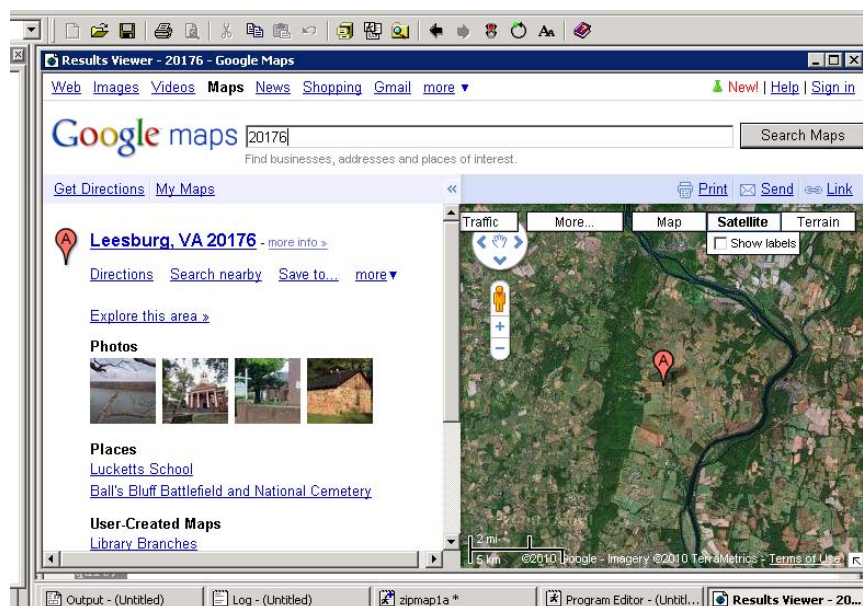 Results Viewer - 20176 - Google Maps
Web Images Videos Maps News Shopping Gmail more ▼
New! | Help | Sign in
Google maps 20176 Search Maps
Find businesses, addresses and places of interest.
Get Directions My Maps «
Print Send Link
Traffic More... Map Satellite Terrain
Show labels
A Leesburg, VA 20176 - more info »
Directions Search nearby Save to... more▼
Explore this area »
Photos
A
Places
Lucketts School
Ball's Bluff Battlefield and National Cemetery
User-Created Maps
Library Branches
2 mi
5 km ©2010 Google - Imagery ©2010 TerraMetrics - Terms of Use
Output - (Untitled) Log - (Untitled) zipmap1a * Program Editor - (Untitl... Results Viewer - 20...